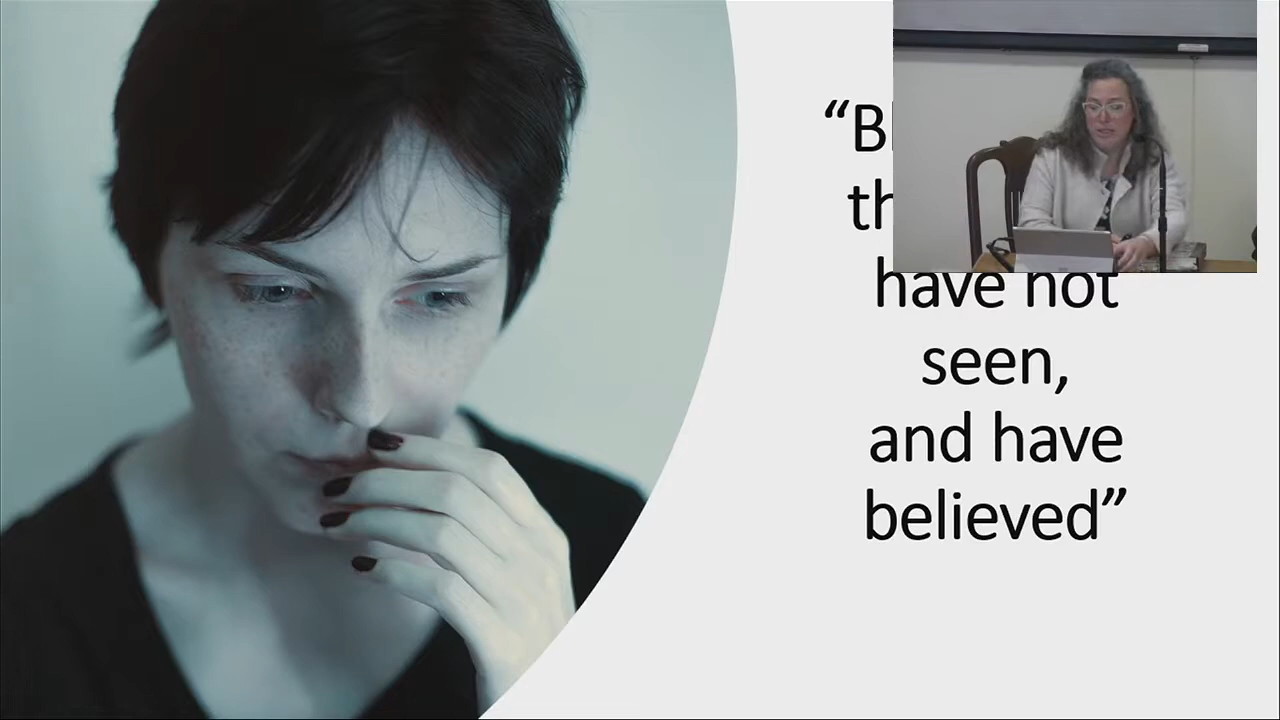 have not
seen,
and have
believed”